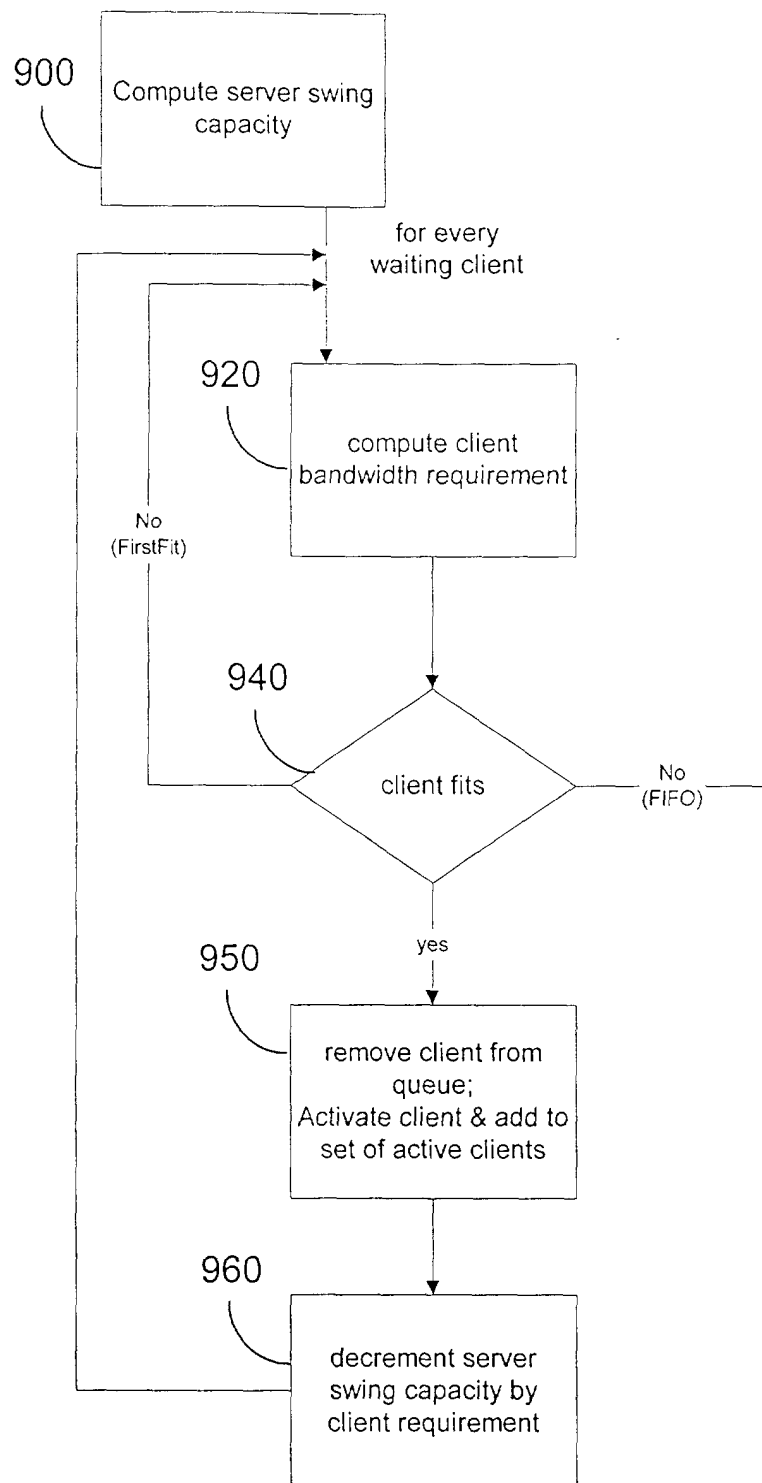 900
Compute server swing
capacity
for every
waiting client
920
compute client
bandwidth requirement
No
(FirstFit)
940
client fits
No
(FIFO)
yes
950
remove client from
queue;
Activate client & add to
set of active clients
960
decrement server
swing capacity by
client requirement